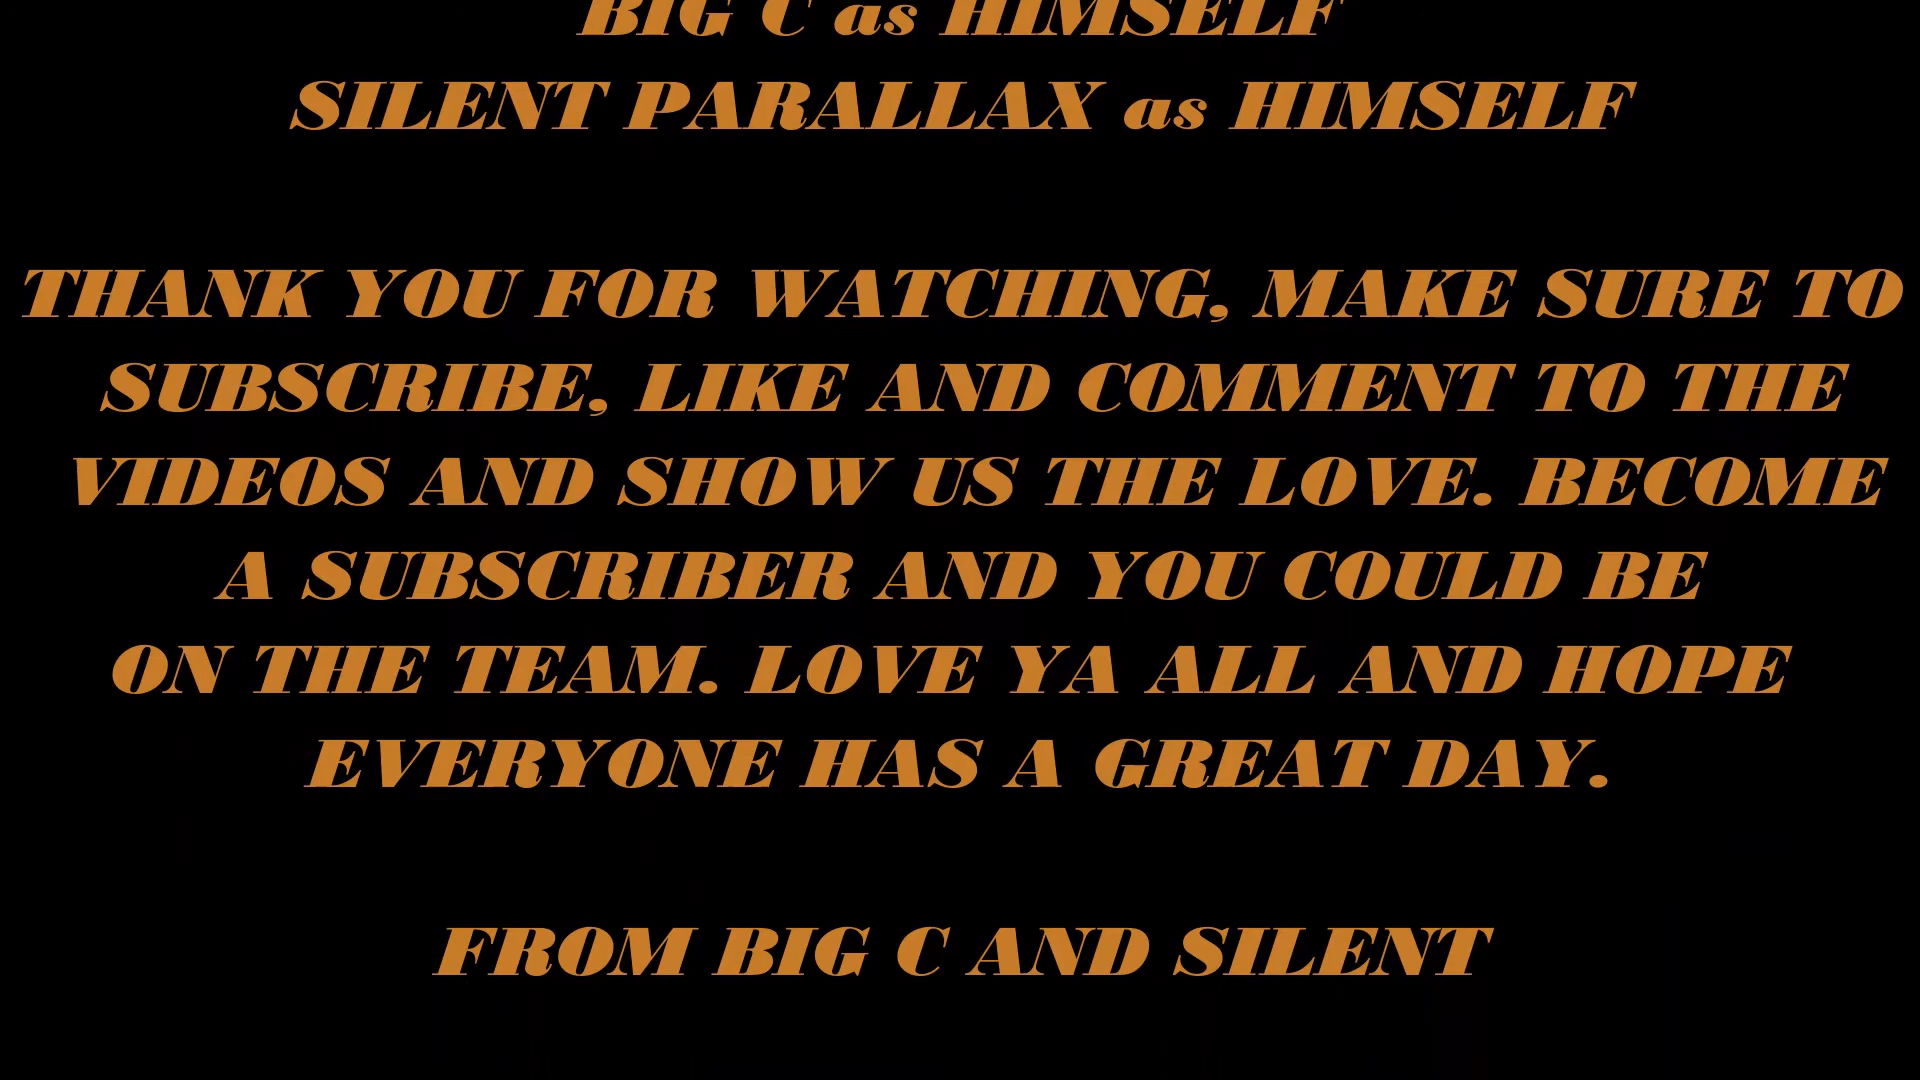 BIG C as HIMSELF
SILENT PARALLAX as HIMSELF
THANK YOU FOR WATCHING, MAKE SURE TO
SUBSCRIBE, LIKE AND COMMENT TO THE
VIDEOS AND SHOW US THE LOVE. BECOME
A SUBSCRIBER AND YOU COULD BE
ON THE TEAM. LOVE YA ALL AND HOPE
EVERYONE HAS A GREAT DAY.
FROM BIG C AND SILENT